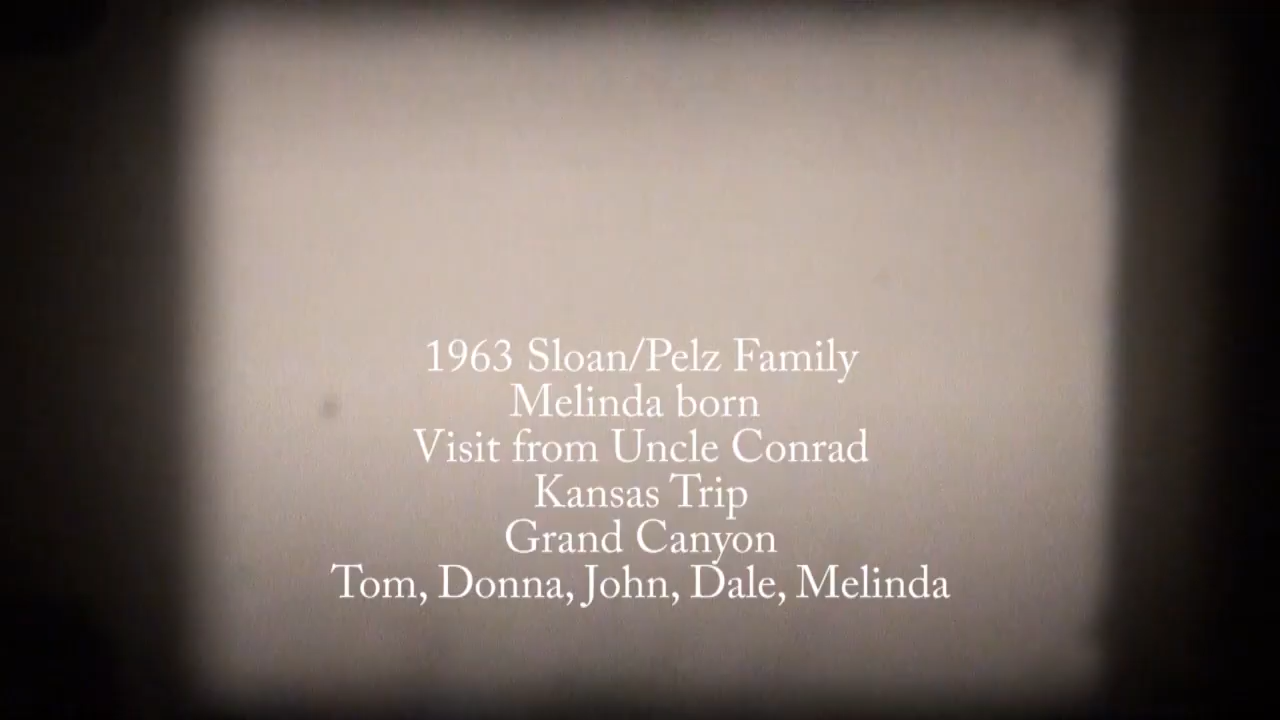 1963 Sloan/Pelz Family
Melinda born
Visit from Uncle Conrad
Kansas Trip
Grand Canyon
Tom, Donna, John, Dale, Melinda